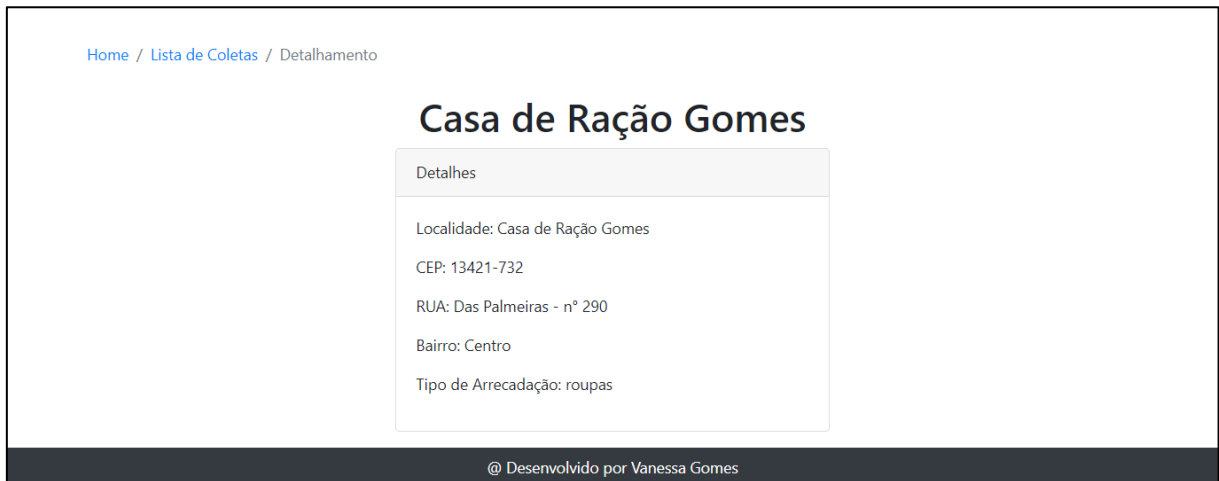 Home / Lista de Coletas / Detalhamento
Casa de Ração Gomes
Detalhes
Localidade: Casa de Ração Gomes
CEP: 13421-732
RUA: Das Palmeiras - n° 290
Bairro: Centro
Tipo de Arrecadação: roupas
@ Desenvolvido por Vanessa Gomes